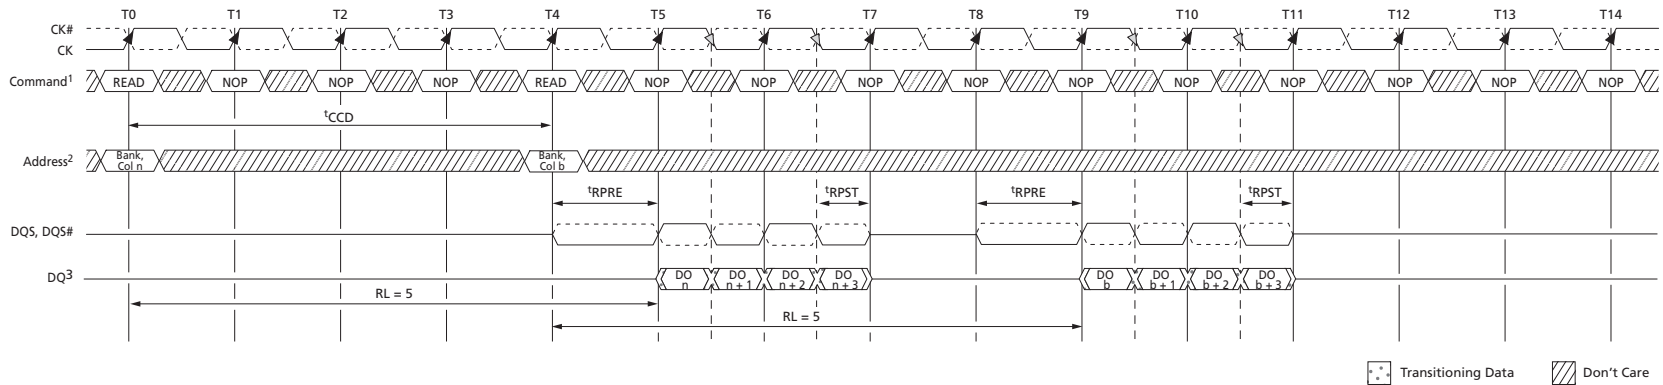 T0 T1 T2 T3 T4 T5 T6 T7 T8 T9 T10 T11 T12 T13 T14
CK#
CK
Command1 READ NOP NOP NOP READ NOP NOP NOP NOP NOP NOP NOP NOP NOP NOP
tCCD
Address2 Bank, Col n Bank, Col b
tRPRE tRPST tRPRE tRPST
DQS, DQS#
DQ3 DO n DO n + 1 DO n + 2 DO n + 3 DO b DO b + 1 DO b + 2 DO b + 3
RL = 5
RL = 5
Transitioning Data Don't Care